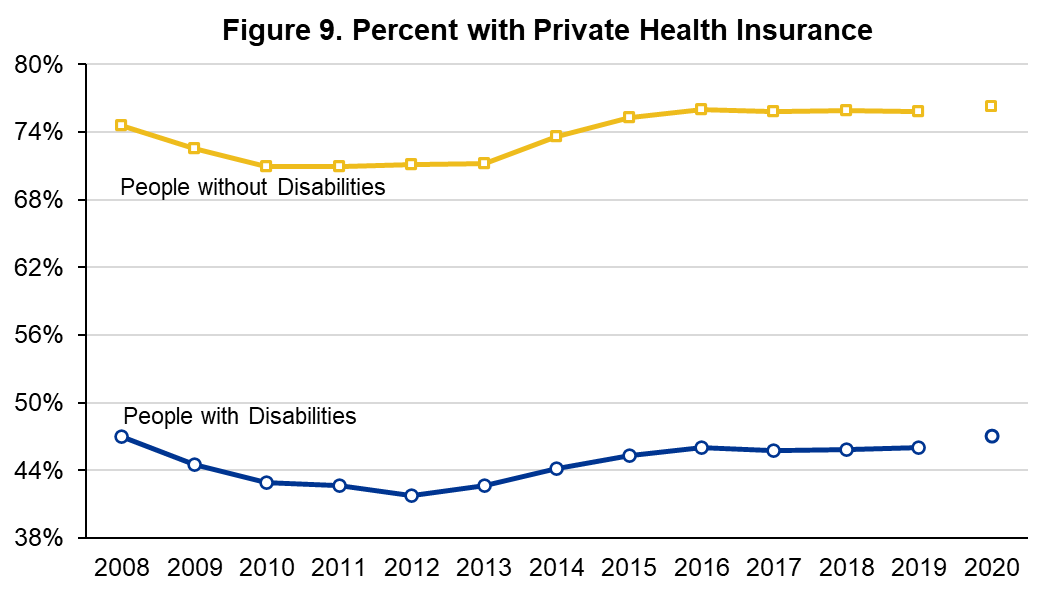 Figure 9. Percent with Private Health Insurance
80%
74%
68%
62%
56%
50%
44%
38%
People without Disabilities
People with Disabilities
2008 2009 2010 2011 2012 2013 2014 2015 2016 2017 2018 2019 2020